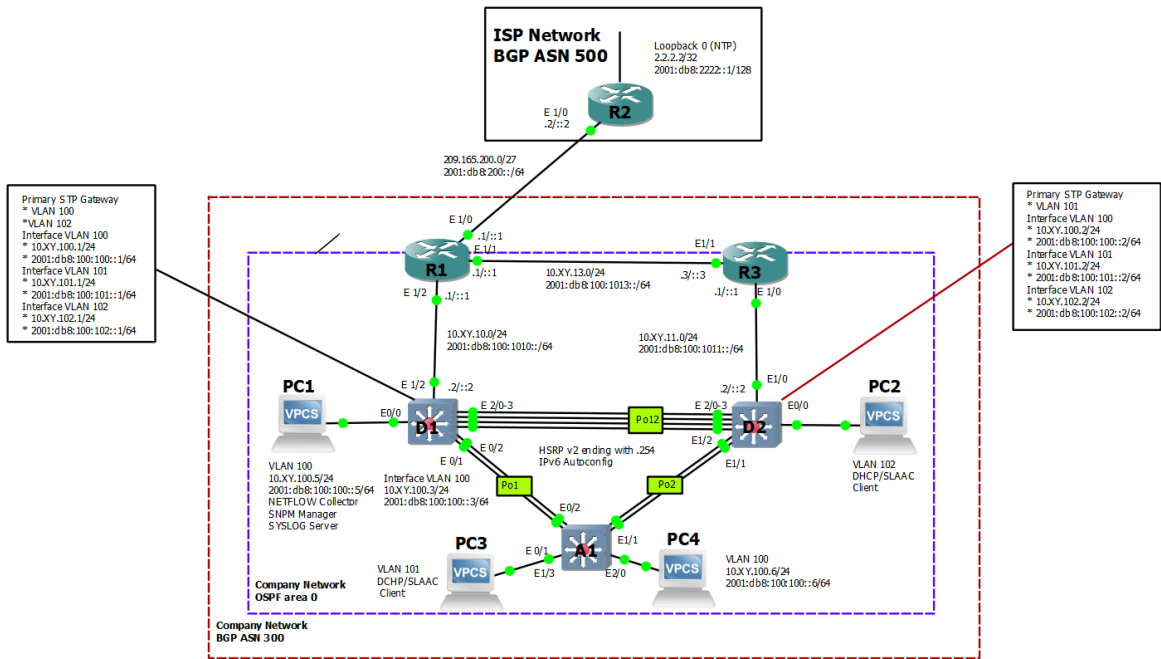 ISP Network
BGP ASN 500
Loopback 0 (NTP)
2.2.2.2/32
2001:db8:2222::1/128
R2
E 1/0
.2/::2
209.165.200.0/27
2001:db8:200::/64
Primary STP Gateway
* VLAN 100
*VLAN 102
Interface VLAN 100
* 10.XY.100.1/24
* 2001:db8:100:100::1/64
Interface VLAN 101
* 10.XY.101.1/24
* 2001:db8:100:101::1/64
Interface VLAN 102
* 10.XY.102.1/24
* 2001:db8:100:102::1/64
Primary STP Gateway
* VLAN 101
Interface VLAN 100
* 10.XY.100.2/24
* 2001:db8:100:100::2/64
Interface VLAN 101
* 10.XY.101.2/24
* 2001:db8:100:101::2/64
Interface VLAN 102
* 10.XY.102.2/24
* 2001:db8:100:102::2/64
E 1/0
.1/::1
E 1/1
R1
.1/::1
E 1/2
.1/::1
10.XY.13.0/24
2001:db8:100:1013::/64
E1/1
.3/::3
R3
.1/::1
E1/0
10.XY.10.0/24
2001:db8:100:1010::/64
10.XY.11.0/24
2001:db8:100:1011::/64
E 1/2
.2/::2
.2/::2
E1/0
PC1
VPCS
E0/0
D1
E 2/0-3
Po12
E 2/0-3
D2
E0/0
PC2
VPCS
E 0/2
E 0/1
E1/2
E1/1
HSRP v2 ending with .254
IPv6 Autoconfig
VLAN 100
10.XY.100.5/24
2001:db8:100:100::5/64
NETFLOW Collector
SNPM Manager
SYSLOG Server
Interface VLAN 100
10.XY.100.3/24
2001:db8:100:100::3/64
VLAN 102
DHCP/SLAAC
Client
Po1
Po2
E0/2
E1/1
A1
PC3
VPCS
E 0/1
E1/3
E2/0
PC4
VPCS
VLAN 101
DCHP/SLAAC
Client
VLAN 100
10.XY.100.6/24
2001:db8:100:100::6/64
Company Network
OSPF area 0
Company Network
BGP ASN 300